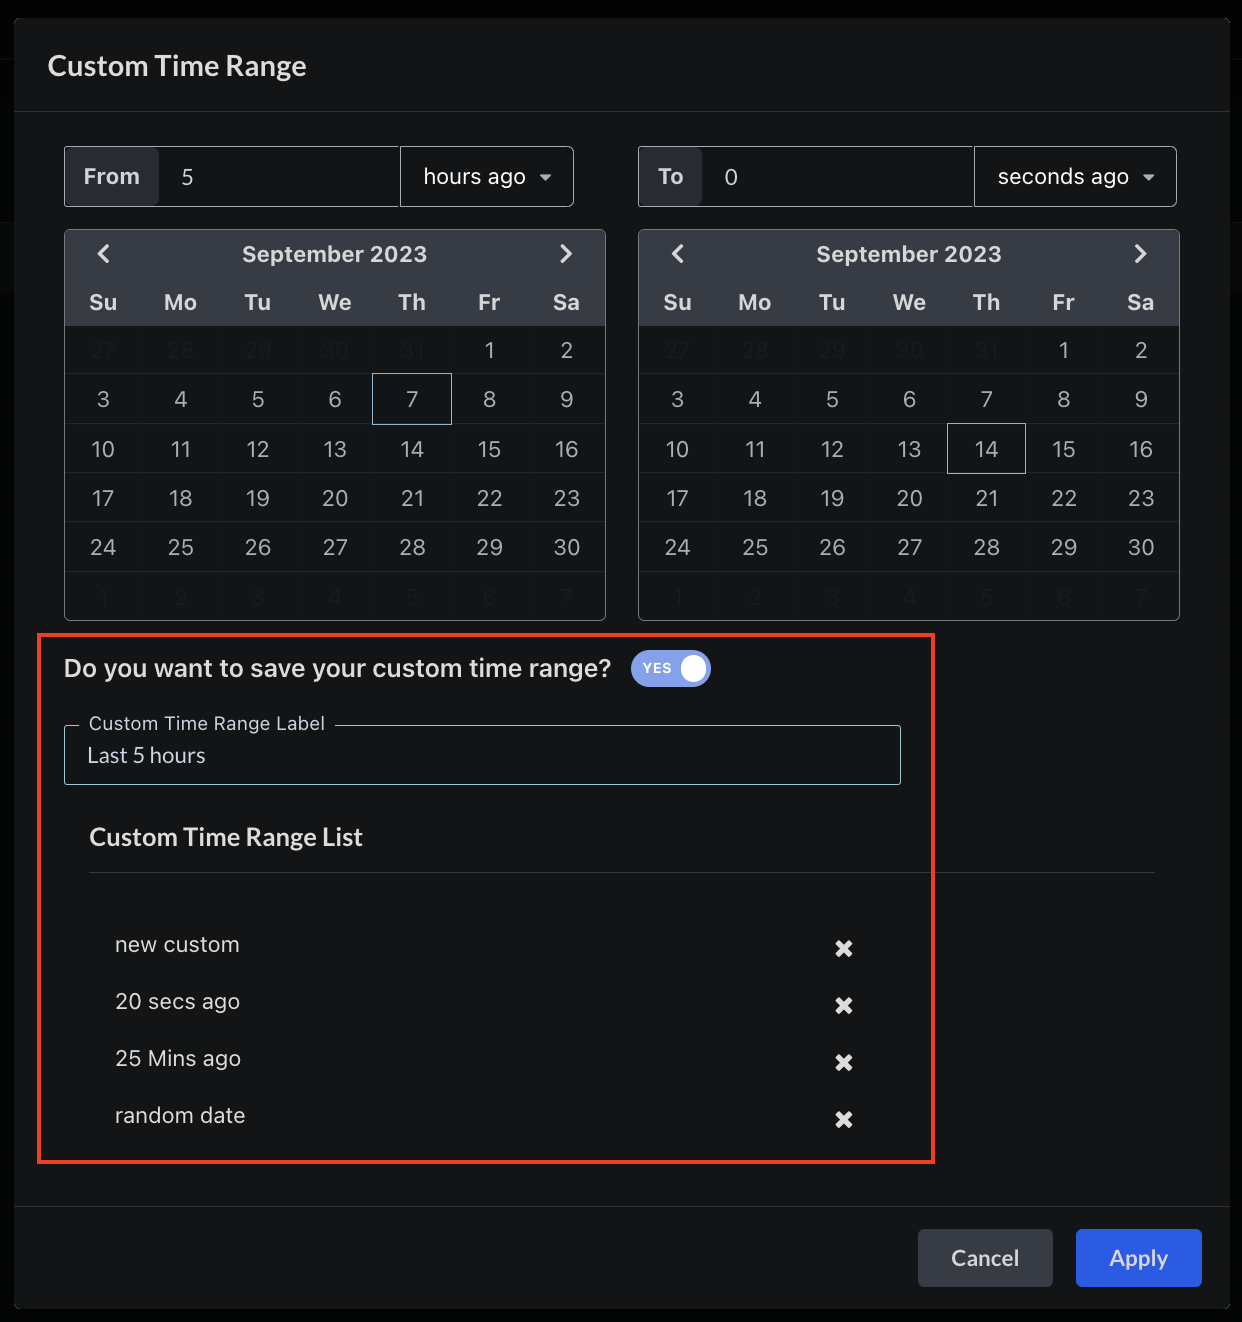 Custom Time Range
From 5 hours ago To 0 seconds ago
September 2023 September 2023
Su Mo Tu We Th Fr Sa Su Mo Tu We Th Fr Sa
27 28 29 30 31 1 2 27 28 29 30 31 1 2
3 4 5 6 7 8 9 3 4 5 6 7 8 9
10 11 12 13 14 15 16 10 11 12 13 14 15 16
17 18 19 20 21 22 23 17 18 19 20 21 22 23
24 25 26 27 28 29 30 24 25 26 27 28 29 30
1 2 3 4 5 6 7 1 2 3 4 5 6 7
Do you want to save your custom time range? YES
Custom Time Range Label
Last 5 hours
Custom Time Range List
new custom
20 secs ago
25 Mins ago
random date
Cancel Apply